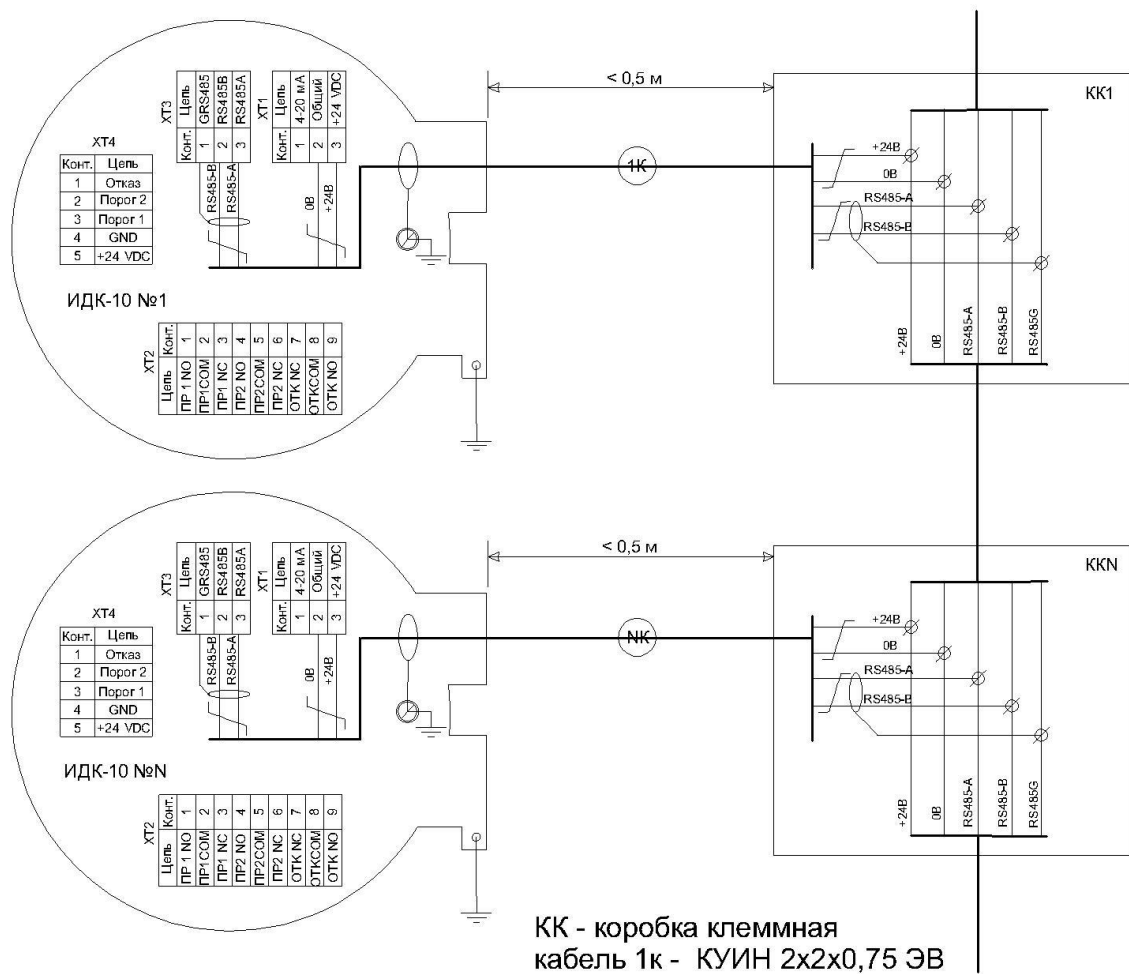 < 0,5 м
КК1
XT3
Конт. Цепь
1 GRS485
2 RS485B
3 RS485A
XT1
Конт. Цепь
1 4-20 мА
2 Общий
3 +24 VDC
XT4
Конт. Цепь
1 Отказ
2 Порог 2
3 Порог 1
4 GND
5 +24 VDC
RS485-B
RS485-A
0В
+24В
1К
+24В
0В
RS485-A
RS485-B
+24В
0В
RS485-A
RS485-B
RS485G
ИДК-10 №1
XT2
Цепь Конт.
ПР 1 NO 1
ПР1COM 2
ПР1 NC 3
ПР2 NO 4
ПР2COM 5
ПР2 NC 6
ОТК NC 7
ОТКCOM 8
ОТК NO 9
< 0,5 м
ККN
XT3
Конт. Цепь
1 GRS485
2 RS485B
3 RS485A
XT1
Конт. Цепь
1 4-20 мА
2 Общий
3 +24 VDC
XT4
Конт. Цепь
1 Отказ
2 Порог 2
3 Порог 1
4 GND
5 +24 VDC
RS485-B
RS485-A
0В
+24В
NК
+24В
0В
RS485-A
RS485-B
+24В
0В
RS485-A
RS485-B
RS485G
ИДК-10 №N
XT2
Цепь Конт.
ПР 1 NO 1
ПР1COM 2
ПР1 NC 3
ПР2 NO 4
ПР2COM 5
ПР2 NC 6
ОТК NC 7
ОТКCOM 8
ОТК NO 9
КК - коробка клеммная
кабель 1к - КУИН 2х2х0,75 ЭВ